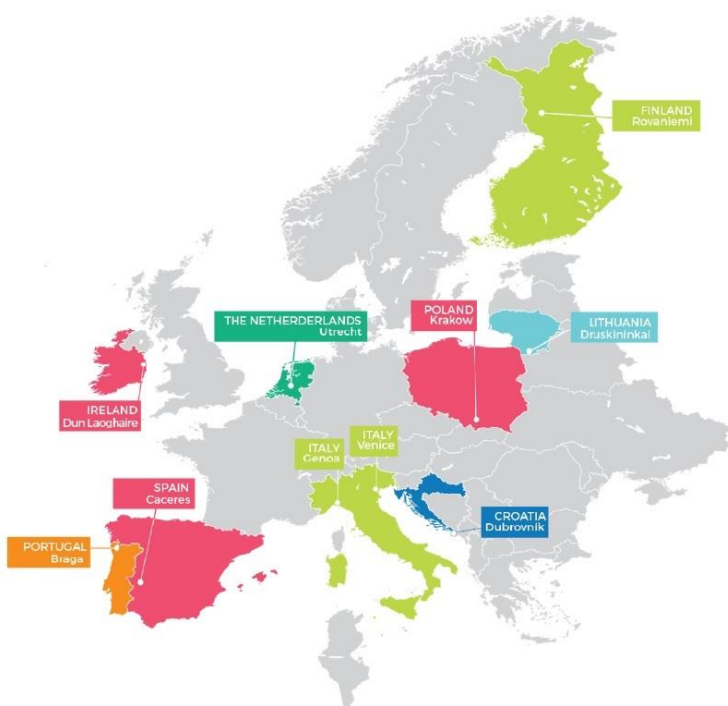 FINLAND
Rovaniemi
THE NETHERDERLANDS
Utrecht
POLAND
Krakow
LITHUANIA
Druskininkai
IRELAND
Dun Laoghaire
ITALY
Genoa
ITALY
Venice
SPAIN
Caceres
CROATIA
Dubrovnik
PORTUGAL
Braga